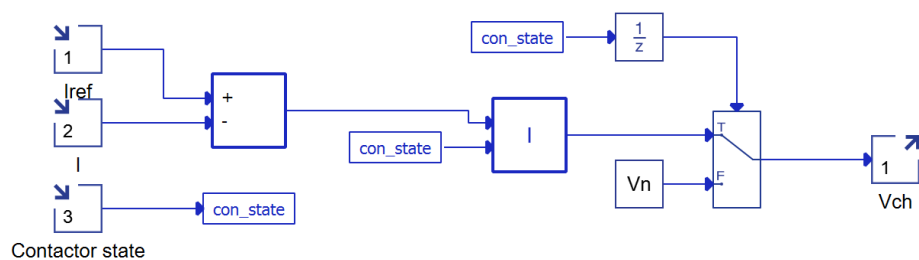 con_state
1
z
1
Iref
+
-
2
I
con_state
I
T
F
Vn
1
Vch
3
con_state
Contactor state